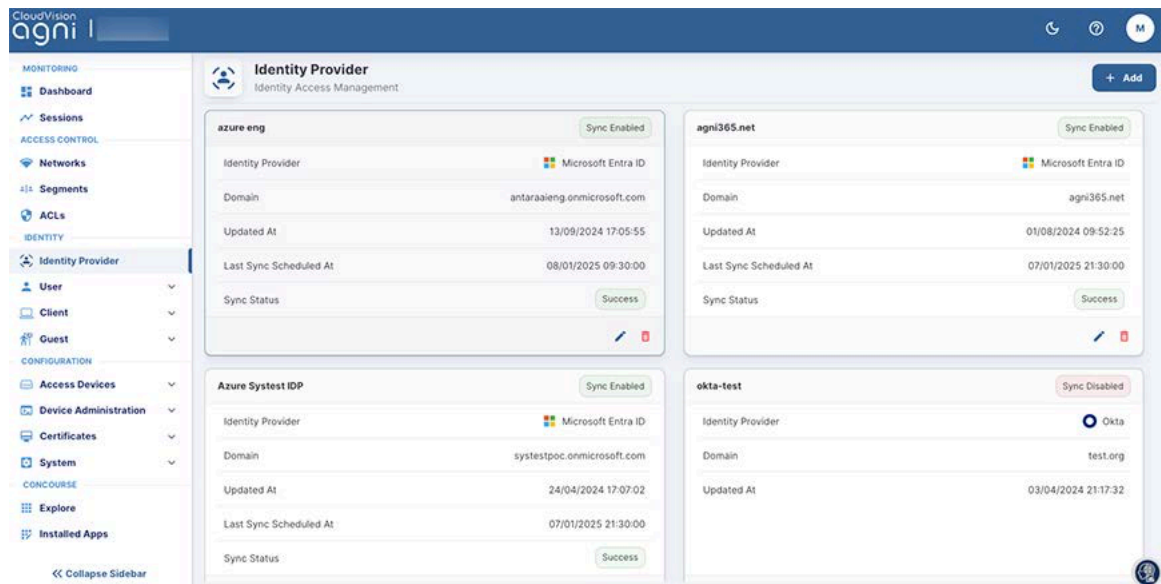 CloudVision
agni |
M
MONITORING
Dashboard
Sessions
ACCESS CONTROL
Networks
Segments
ACLs
IDENTITY
Identity Provider
User
Client
Guest
CONFIGURATION
Access Devices
Device Administration
Certificates
System
CONCOURSE
Explore
Installed Apps
Collapse Sidebar
Identity Provider
Identity Access Management
+ Add
azure eng Sync Enabled
Identity Provider Microsoft Entra ID
Domain antaraaieng.onmicrosoft.com
Updated At 13/09/2024 17:05:55
Last Sync Scheduled At 08/01/2025 09:30:00
Sync Status Success
agni365.net Sync Enabled
Identity Provider Microsoft Entra ID
Domain agni365.net
Updated At 01/08/2024 09:52:25
Last Sync Scheduled At 07/01/2025 21:30:00
Sync Status Success
Azure Systest IDP Sync Enabled
Identity Provider Microsoft Entra ID
Domain systestpoc.onmicrosoft.com
Updated At 24/04/2024 17:07:02
Last Sync Scheduled At 07/01/2025 21:30:00
Sync Status Success
okta-test Sync Disabled
Identity Provider Okta
Domain test.org
Updated At 03/04/2024 21:17:32